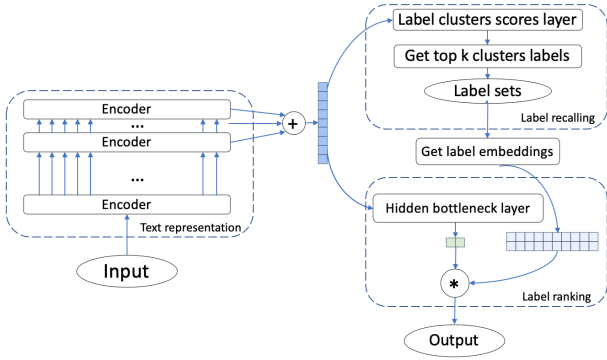 Label clusters scores layer
Get top k clusters labels
Label sets
Label recalling
Encoder
...
Encoder
...
Encoder
Text representation
+
Input
Get label embeddings
Hidden bottleneck layer
*
Label ranking
Output